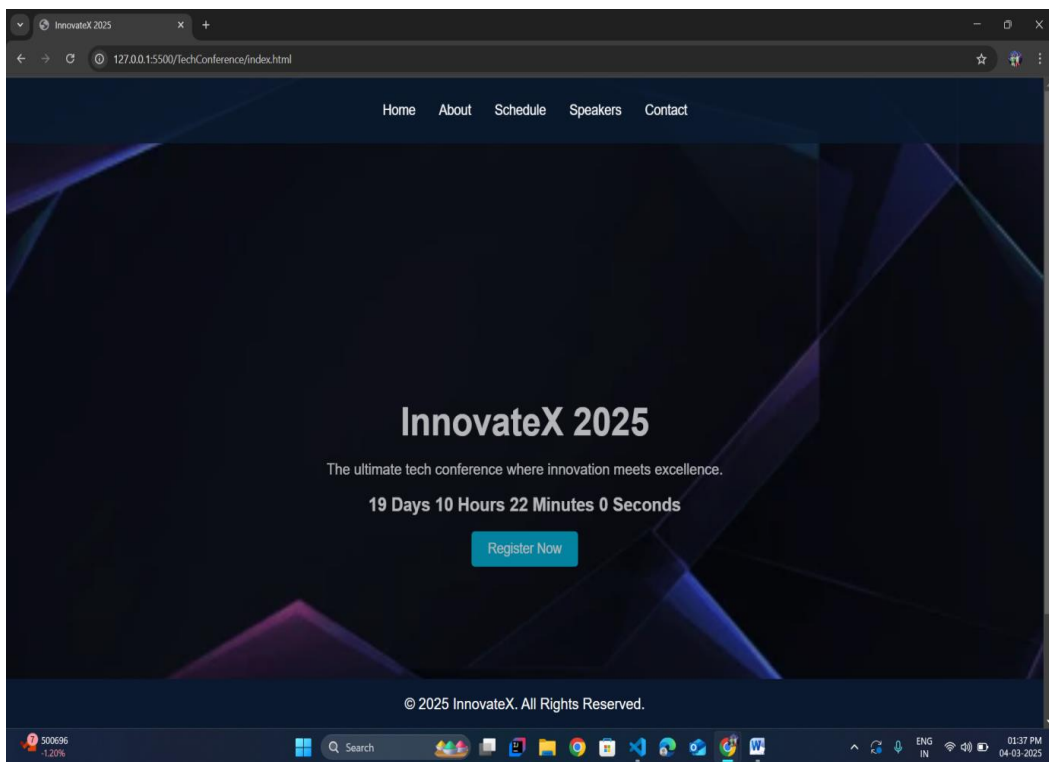 InnovateX 2025
127.0.0.1:5500/TechConference/index.html
Home About Schedule Speakers Contact
InnovateX 2025
The ultimate tech conference where innovation meets excellence.
19 Days 10 Hours 22 Minutes 0 Seconds
Register Now
© 2025 InnovateX. All Rights Reserved.
7
500696
-1.20%
Search
ENG
IN
01:37 PM
04-03-2025